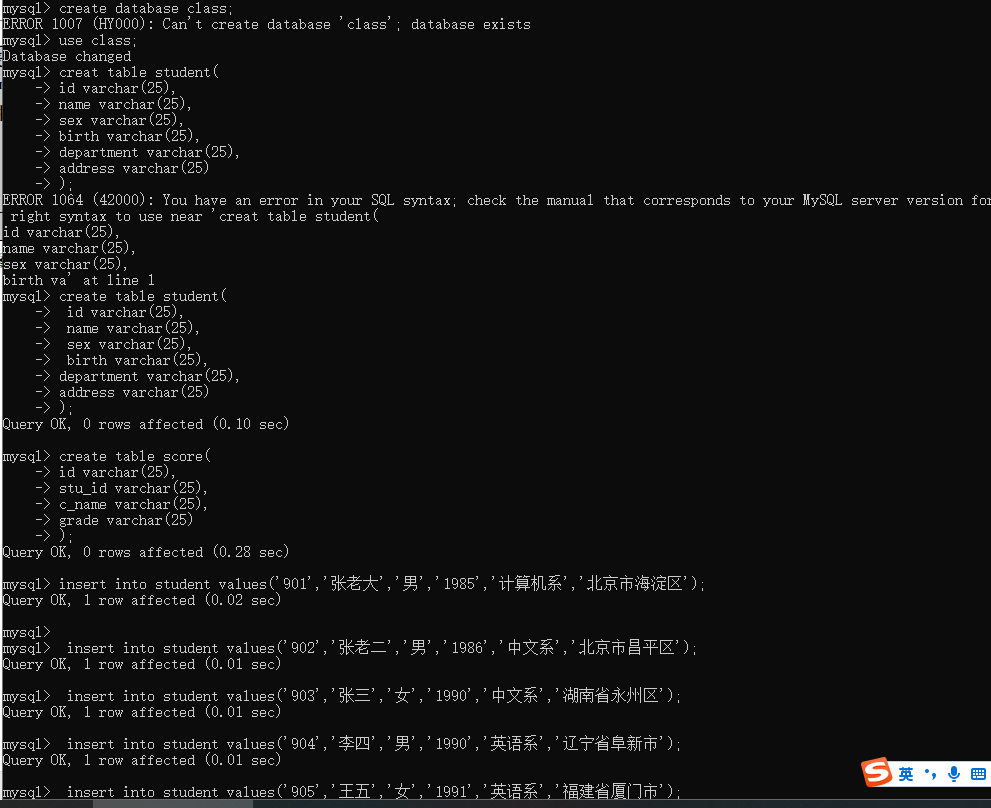 mysql> create database class;
ERROR 1007 (HY000): Can't create database 'class'; database exists
mysql> use class;
Database changed
mysql> creat table student(
    -> id varchar(25),
    -> name varchar(25),
    -> sex varchar(25),
    -> birth varchar(25),
    -> department varchar(25),
    -> address varchar(25)
    -> );
ERROR 1064 (42000): You have an error in your SQL syntax; check the manual that corresponds to your MySQL server version for
 right syntax to use near 'creat table student(
id varchar(25),
name varchar(25),
sex varchar(25),
birth va' at line 1
mysql> create table student(
    ->  id varchar(25),
    ->  name varchar(25),
    ->  sex varchar(25),
    ->  birth varchar(25),
    -> department varchar(25),
    -> address varchar(25)
    -> );
Query OK, 0 rows affected (0.10 sec)
mysql> create table score(
    -> id varchar(25),
    -> stu_id varchar(25),
    -> c_name varchar(25),
    -> grade varchar(25)
    -> );
Query OK, 0 rows affected (0.28 sec)
mysql> insert into student values('901','张老大','男','1985','计算机系','北京市海淀区');
Query OK, 1 row affected (0.02 sec)
mysql>
mysql>  insert into student values('902','张老二','男','1986','中文系','北京市昌平区');
Query OK, 1 row affected (0.01 sec)
mysql>  insert into student values('903','张三','女','1990','中文系','湖南省永州区');
Query OK, 1 row affected (0.01 sec)
mysql>  insert into student values('904','李四','男','1990','英语系','辽宁省阜新市');
Query OK, 1 row affected (0.01 sec)
S 英
mysql>  insert into student values('905','王五','女','1991','英语系','福建省厦门市');